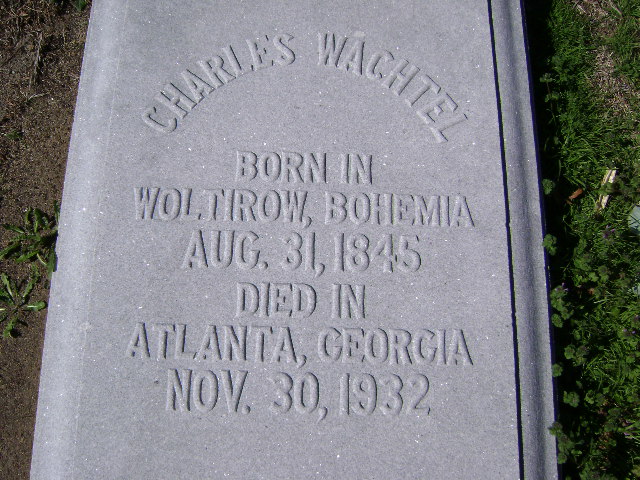 CHARLES WACHTEL
BORN IN
WOLTIROW, BOHEMIA
AUG. 31, 1845
DIED IN
ATLANTA, GEORGIA
NOV. 30, 1932